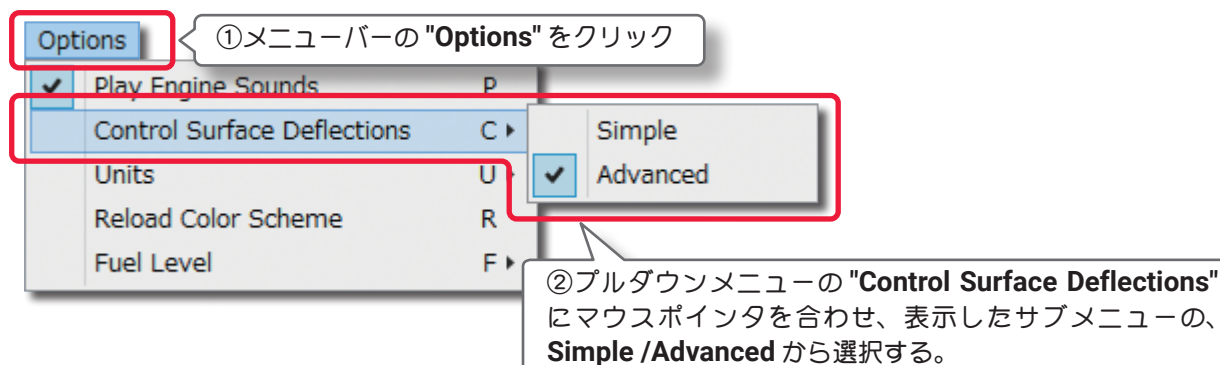 Options
①メニューバーの "Options" をクリック
Play Engine Sounds P
Control Surface Deflections C
Simple
Units U
Advanced
Reload Color Scheme R
Fuel Level F
②プルダウンメニューの "Control Surface Deflections"
にマウスポインタを合わせ、表示したサブメニューの、
Simple /Advanced から選択する。